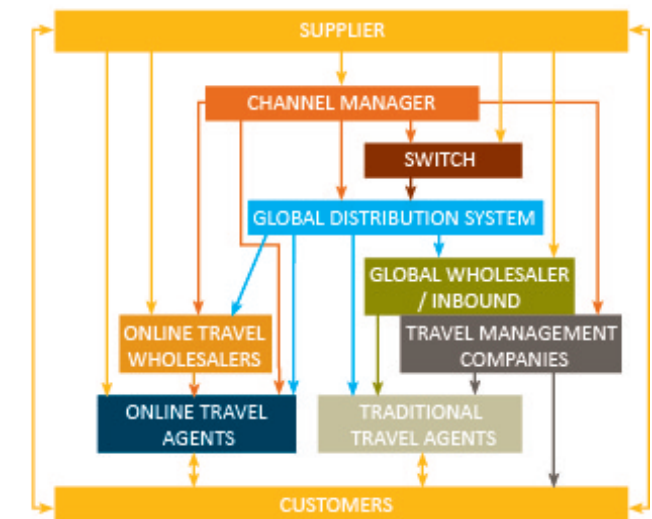 SUPPLIER
CHANNEL MANAGER
SWITCH
GLOBAL DISTRIBUTION SYSTEM
GLOBAL WHOLESALER
/ INBOUND
ONLINE TRAVEL
WHOLESALERS
TRAVEL MANAGEMENT
COMPANIES
ONLINE TRAVEL
AGENTS
TRADITIONAL
TRAVEL AGENTS
CUSTOMERS